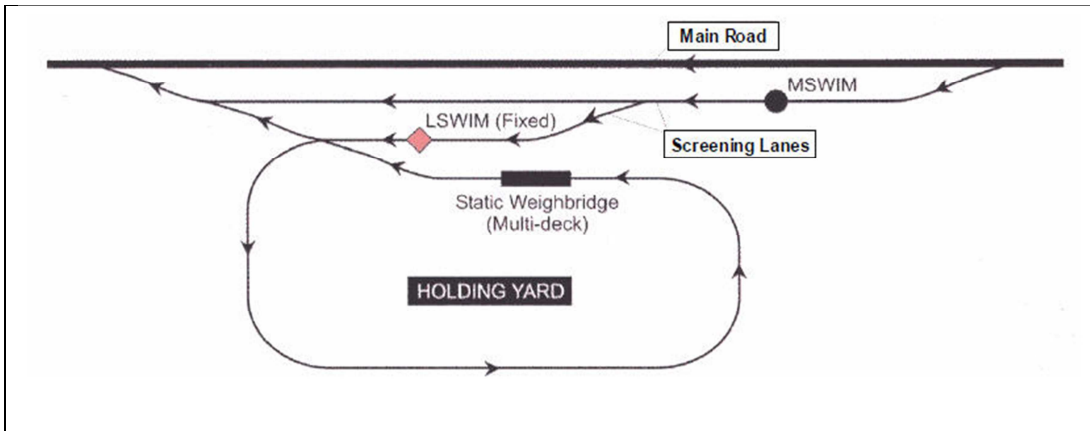 Main Road
MSWIM
LSWIM (Fixed)
Screening Lanes
Static Weighbridge
(Multi-deck)
HOLDING YARD